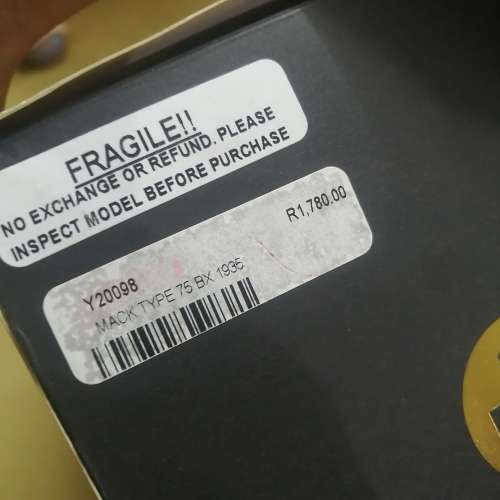 FRAGILE!!
NO EXCHANGE OR REFUND. PLEASE
INSPECT MODEL BEFORE PURCHASE
R1,780.00
Y20098
MACK TYPE 75 BX 1935